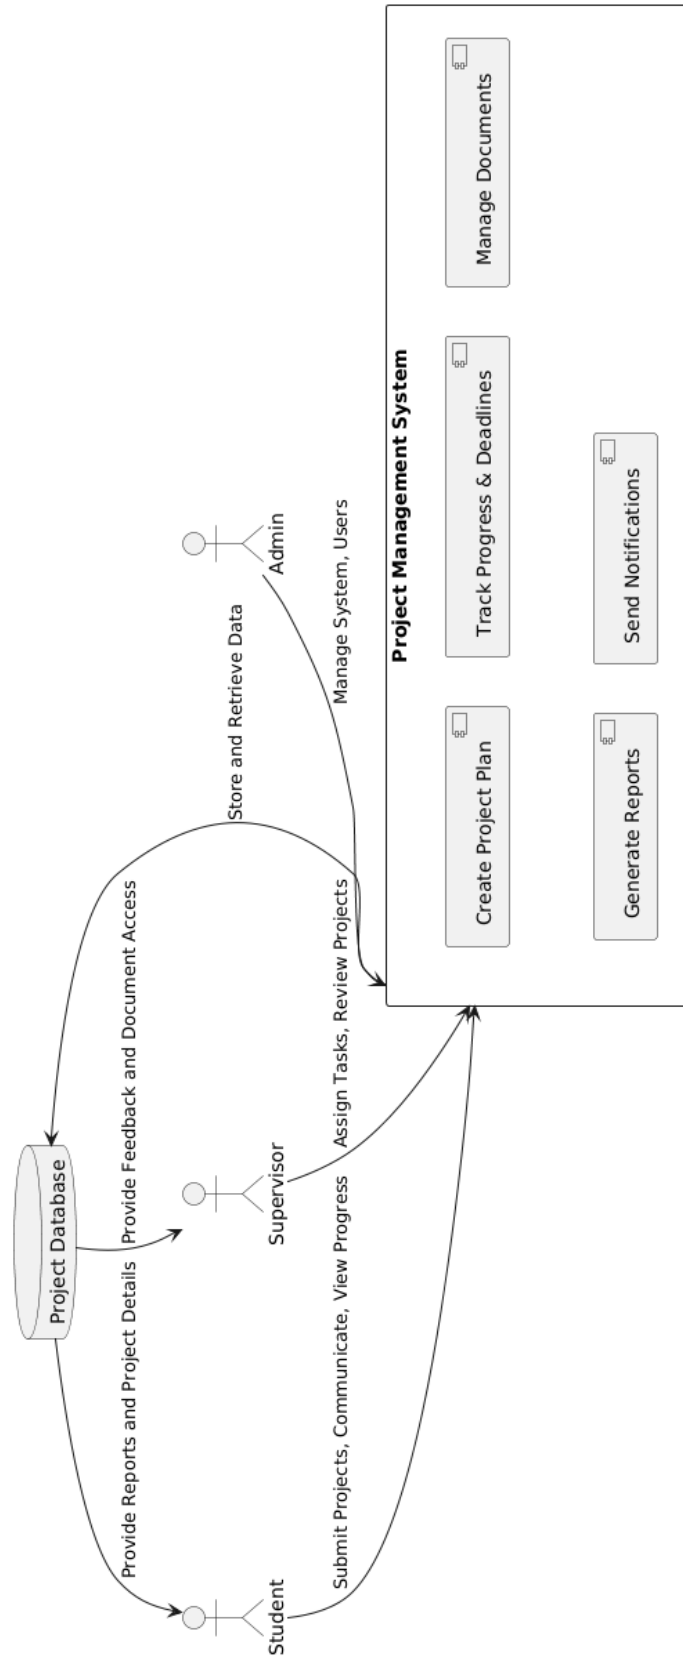 Project Database
Provide Reports and Project Details
Provide Feedback and Document Access
Store and Retrieve Data
Student
Supervisor
Admin
Submit Projects, Communicate, View Progress
Assign Tasks, Review Projects
Manage System, Users
Project Management System
Create Project Plan
Track Progress & Deadlines
Manage Documents
Generate Reports
Send Notifications